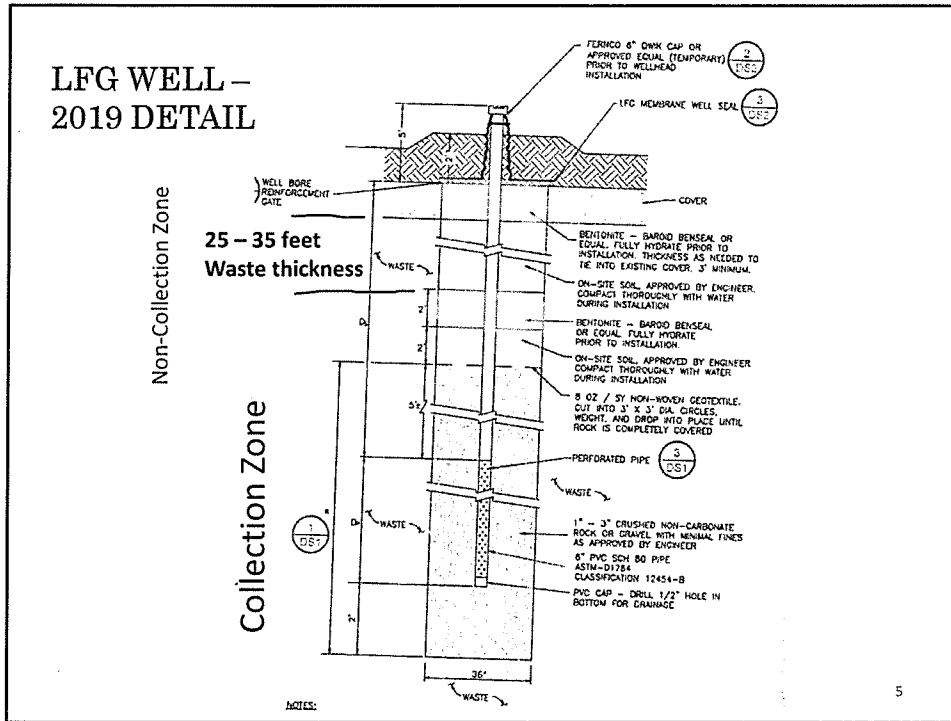 LFG WELL –
2019 DETAIL
FERNCO 6" QWIK CAP OR
APPROVED EQUAL (TEMPORARY)
PRIOR TO WELLHEAD
INSTALLATION
2
DS2
LFG MEMBRANE WELL SEAL
3
DS2
5'
2'
WELL BORE
REINFORCEMENT
GATE
COVER
Non-Collection Zone
25 – 35 feet
Waste thickness
WASTE
BENTONITE – BAROID BENSEAL OR
EQUAL. FULLY HYDRATE PRIOR TO
INSTALLATION. THICKNESS AS NEEDED TO
TIE INTO EXISTING COVER. 3' MINIMUM.
ON-SITE SOIL, APPROVED BY ENGINEER.
COMPACT THOROUGHLY WITH WATER
DURING INSTALLATION
2'
BENTONITE – BAROID BENSEAL
OR EQUAL FULLY HYDRATE
PRIOR TO INSTALLATION.
2'
ON-SITE SOIL, APPROVED BY ENGINEER
COMPACT THOROUGHLY WITH WATER
DURING INSTALLATION
8 OZ / SY NON-WOVEN GEOTEXTILE.
CUT INTO 3' X 3' DIA. CIRCLES,
WEIGHT, AND DROP INTO PLACE UNTIL
ROCK IS COMPLETELY COVERED
Collection Zone
PERFORATED PIPE
3
DS1
WASTE
1
DS1
WASTE
1" – 3" CRUSHED NON-CARBONATE
ROCK OR GRAVEL WITH MINIMAL FINES
AS APPROVED BY ENGINEER
6" PVC SCH 80 PIPE
ASTM-D1784
CLASSIFICATION 12454-B
PVC CAP – DRILL 1/2" HOLE IN
BOTTOM FOR DRAINAGE
36"
WASTE
NOTES:
5